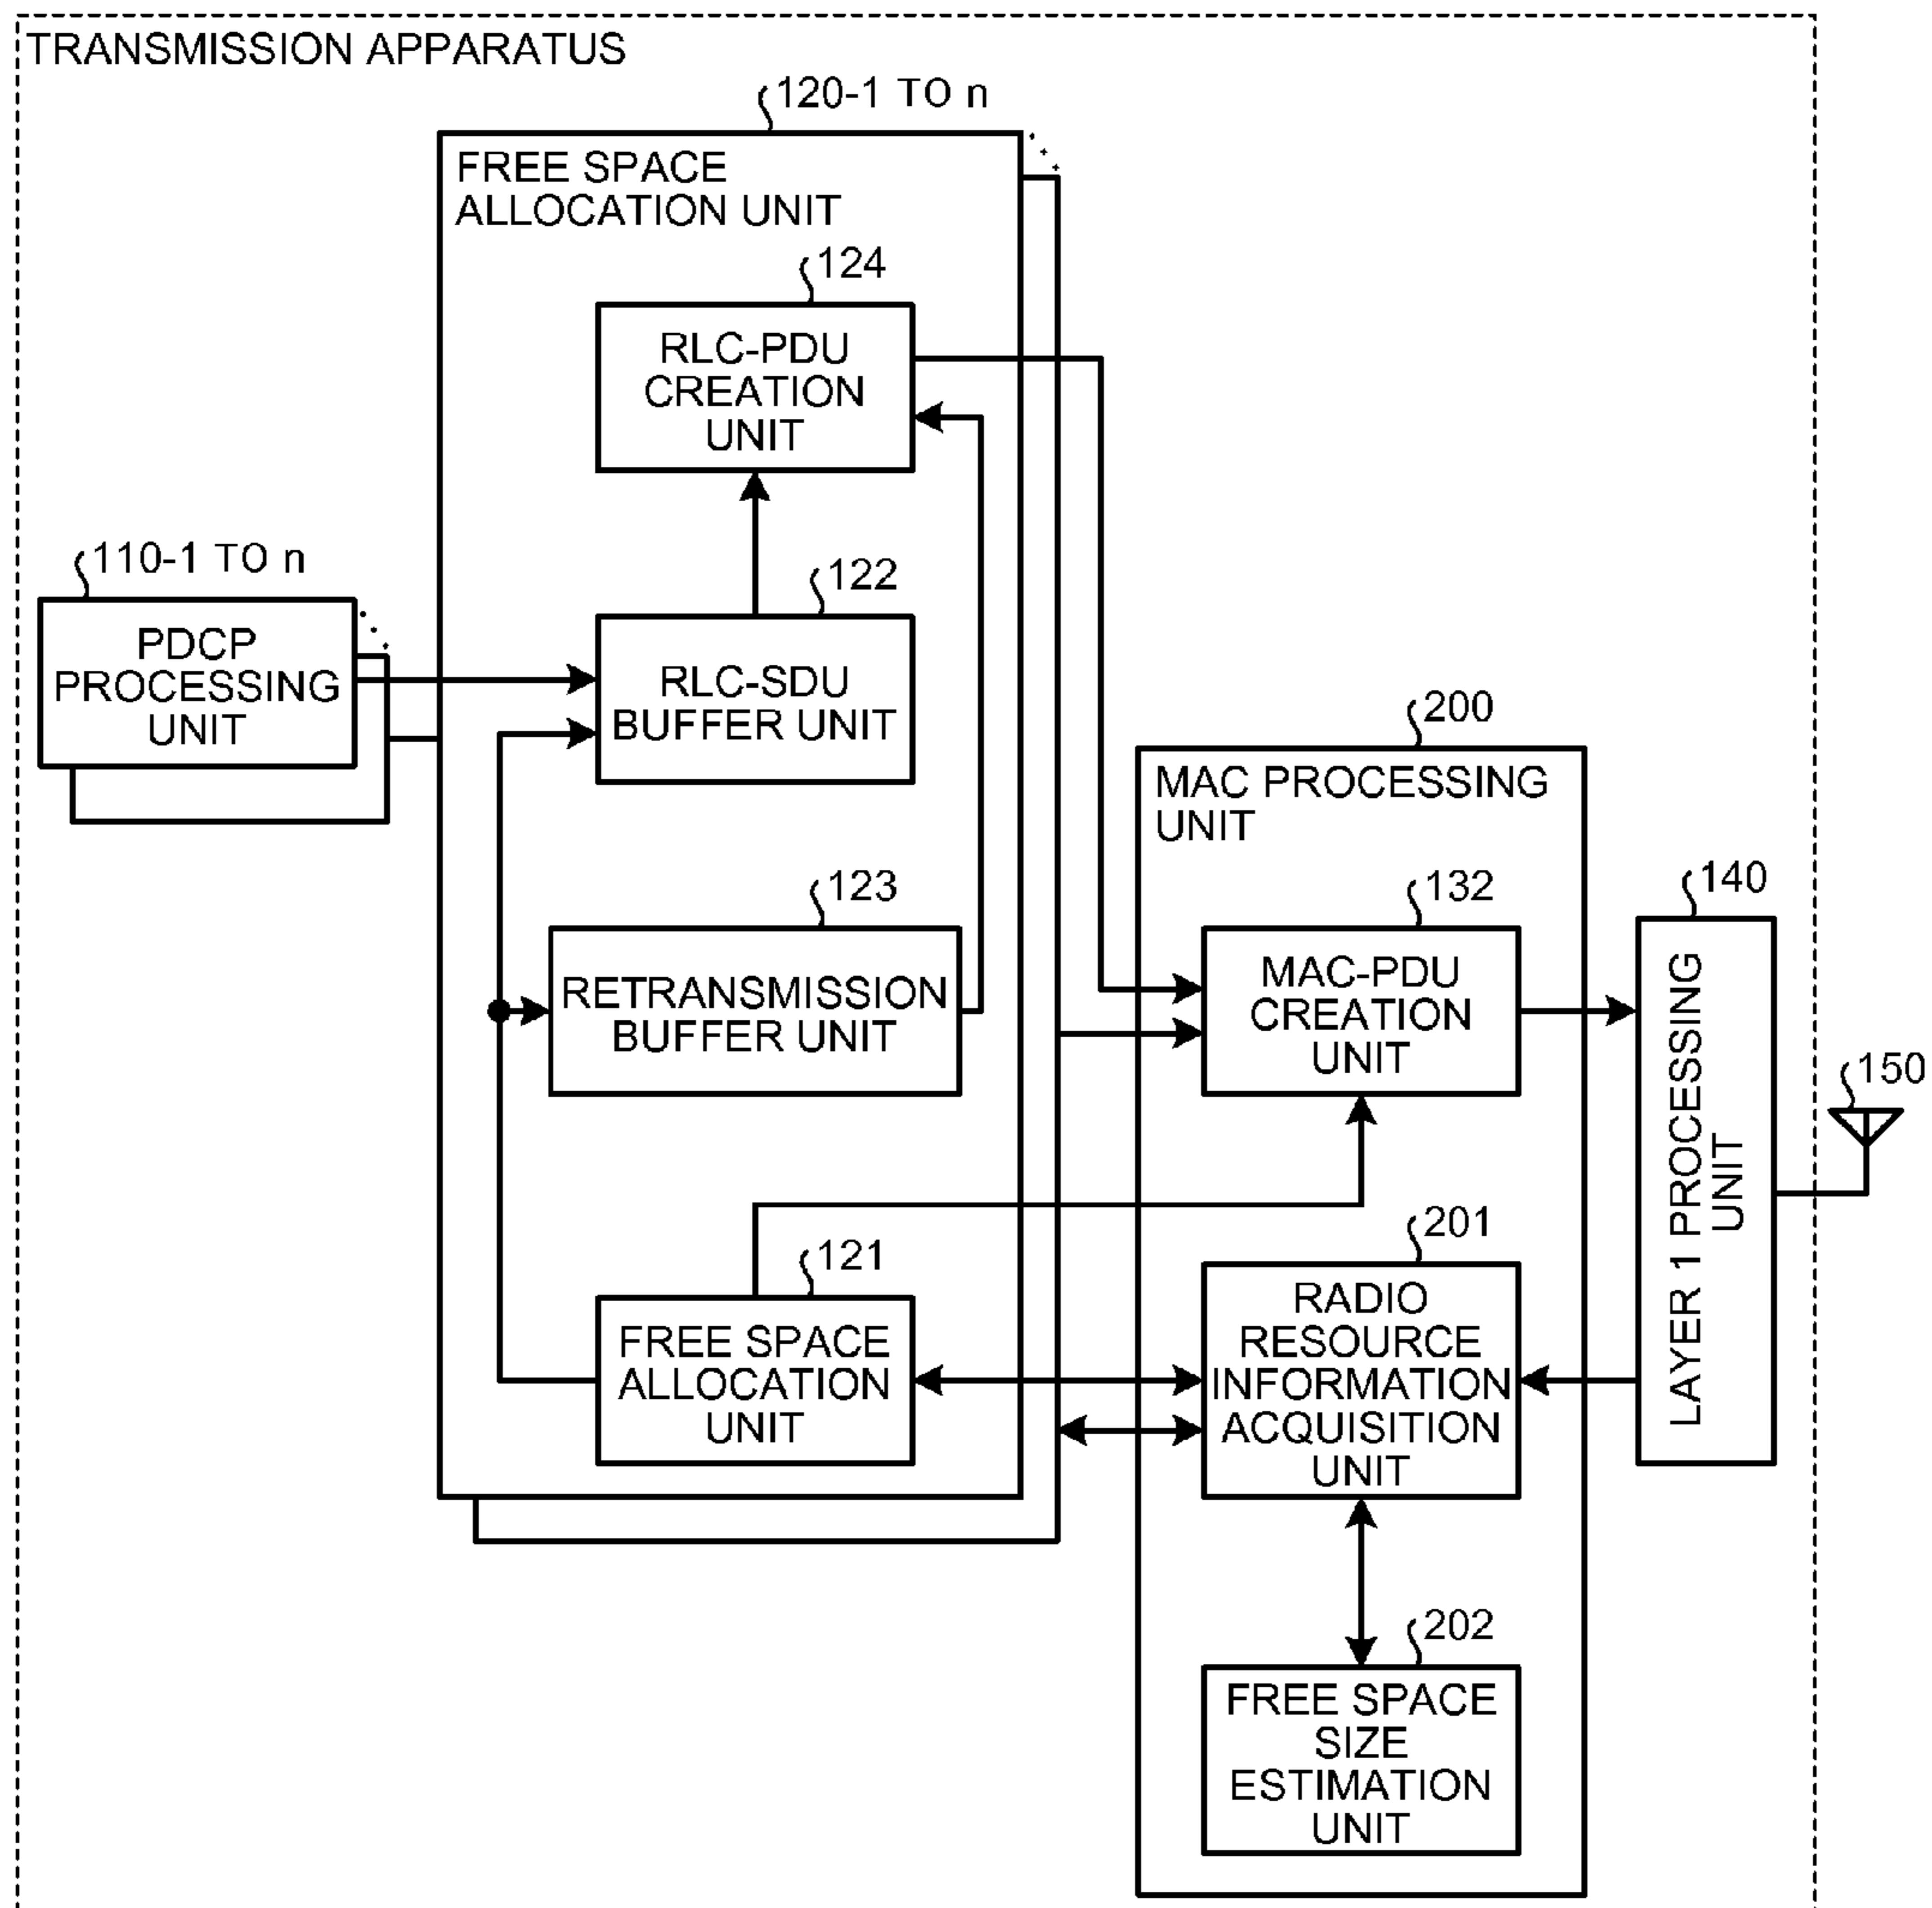 TRANSMISSION APPARATUS
120-1 TO n
FREE SPACE
ALLOCATION UNIT
124
RLC-PDU
CREATION
UNIT
110-1 TO n
PDCP
PROCESSING
UNIT
122
RLC-SDU
BUFFER UNIT
200
MAC PROCESSING
UNIT
123
RETRANSMISSION
BUFFER UNIT
132
MAC-PDU
CREATION
UNIT
140
LAYER 1 PROCESSING
UNIT
150
121
FREE SPACE
ALLOCATION
UNIT
201
RADIO
RESOURCE
INFORMATION
ACQUISITION
UNIT
202
FREE SPACE
SIZE
ESTIMATION
UNIT